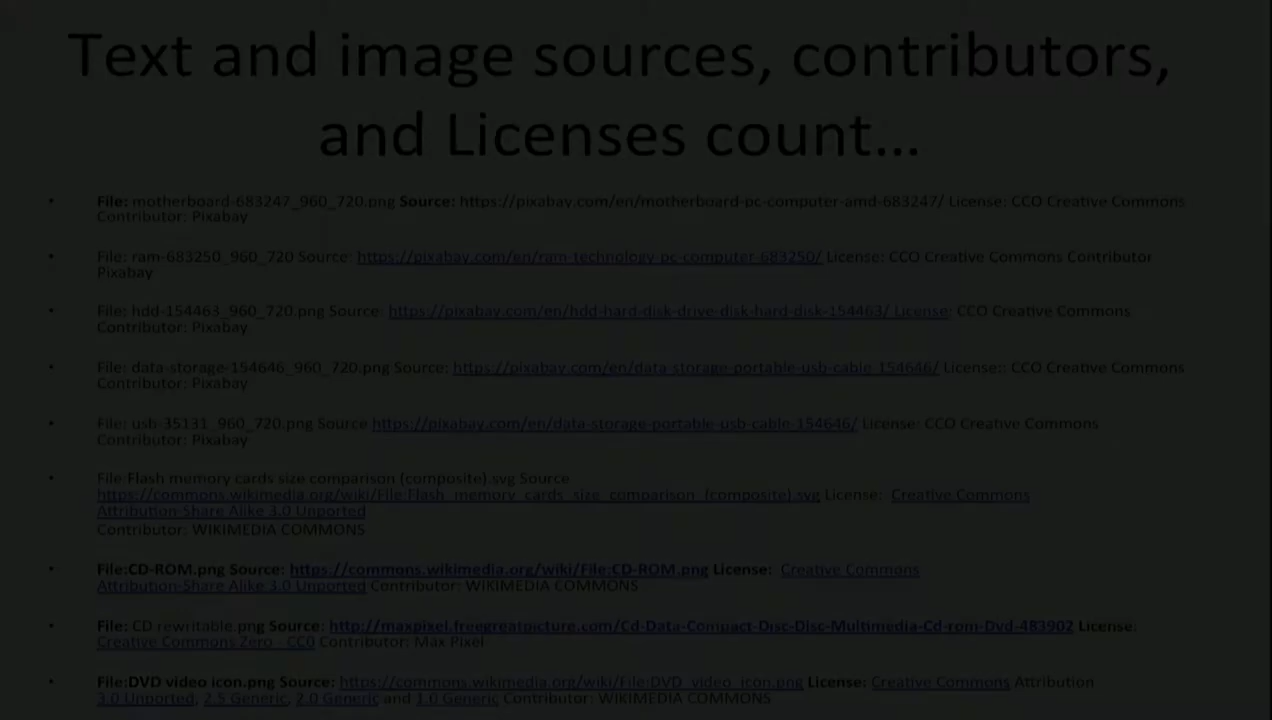 Text and image sources, contributors,
and Licenses count...
• File: motherboard-683247_960_720.png Source: https://pixabay.com/en/motherboard-pc-computer-amd-683247/ License: CCO Creative Commons
Contributor: Pixabay
• File: ram-683250_960_720 Source: https://pixabay.com/en/ram-technology-pc-computer-683250/ License: CCO Creative Commons Contributor
Pixabay
• File: hdd-154463_960_720.png Source: https://pixabay.com/en/hdd-hard-disk-drive-disk-hard-disk-154463/ License: CCO Creative Commons
Contributor: Pixabay
• File: data-storage-154646_960_720.png Source: https://pixabay.com/en/data-storage-portable-usb-cable-154646/ License:: CCO Creative Commons
Contributor: Pixabay
• File: usb-35131_960_720.png Source https://pixabay.com/en/data-storage-portable-usb-cable-154646/ License: CCO Creative Commons
Contributor: Pixabay
• File:Flash memory cards size comparison (composite).svg Source
https://commons.wikimedia.org/wiki/File:Flash_memory_cards_size_comparison_(composite).svg License: Creative Commons
Attribution-Share Alike 3.0 Unported
Contributor: WIKIMEDIA COMMONS
• File:CD-ROM.png Source: https://commons.wikimedia.org/wiki/File:CD-ROM.png License: Creative Commons
Attribution-Share Alike 3.0 Unported Contributor: WIKIMEDIA COMMONS
• File: CD rewritable.png Source: http://maxpixel.freegreatpicture.com/Cd-Data-Compact-Disc-Disc-Multimedia-Cd-rom-Dvd-483902 License:
Creative Commons Zero - CC0 Contributor: Max Pixel
• File:DVD video icon.png Source: https://commons.wikimedia.org/wiki/File:DVD_video_icon.png License: Creative Commons Attribution
3.0 Unported, 2.5 Generic, 2.0 Generic and 1.0 Generic Contributor: WIKIMEDIA COMMONS